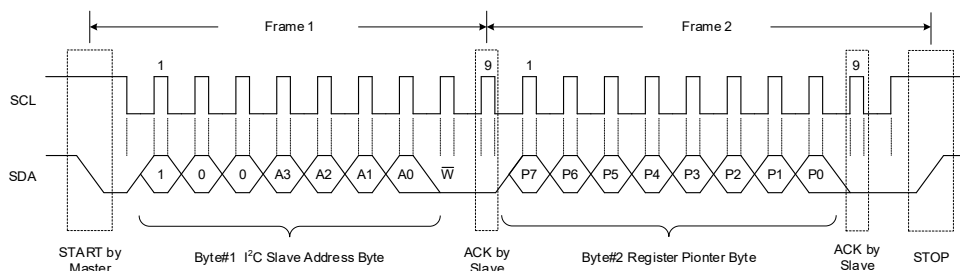 Frame 1 Frame 2
1 9 1 9
SCL
SDA 1 0 0 A3 A2 A1 A0 W P7 P6 P5 P4 P3 P2 P1 P0
START by
Master
Byte#1 I²C Slave Address Byte
ACK by
Slave
Byte#2 Register Pionter Byte
ACK by
Slave
STOP